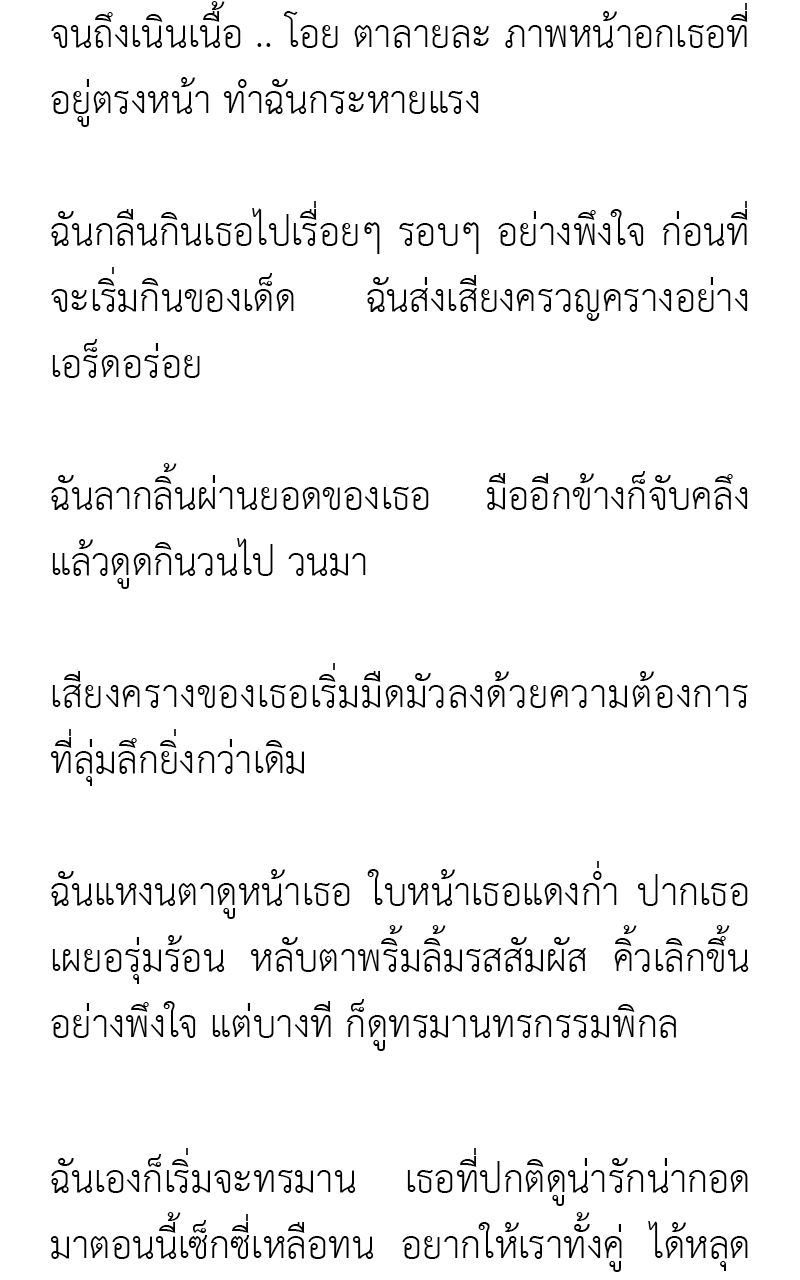 จนถึงเนินเนื้อ .. โอย ตาลายละ ภาพหน้าอกเธอที่
อยู่ตรงหน้า ทำฉันกระหายแรง
ฉันกลืนกินเธอไปเรื่อยๆ รอบๆ อย่างพึงใจ ก่อนที่
จะเริ่มกินของเด็ด ฉันส่งเสียงครวญครางอย่าง
เอร็ดอร่อย
ฉันลากลิ้นผ่านยอดของเธอ มืออีกข้างก็จับคลึง
แล้วดูดกินวนไป วนมา
เสียงครางของเธอเริ่มมืดมัวลงด้วยความต้องการ
ที่ลุ่มลึกยิ่งกว่าเดิม
ฉันแหงนตาดูหน้าเธอ ใบหน้าเธอแดงก่ำ ปากเธอ
เผยอรุ่มร้อน หลับตาพริ้มลิ้มรสสัมผัส คิ้วเลิกขึ้น
อย่างพึงใจ แต่บางที ก็ดูทรมานทรกรรมพิกล
ฉันเองก็เริ่มจะทรมาน เธอที่ปกติดูน่ารักน่ากอด
มาตอนนี้เซ็กซี่เหลือทน อยากให้เราทั้งคู่ ได้หลุด